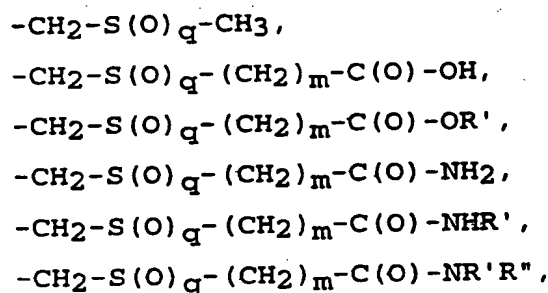 -CH2-S(O)q-CH3,
-CH2-S(O)q-(CH2)m-C(O)-OH,
-CH2-S(O)q-(CH2)m-C(O)-OR',
-CH2-S(O)q-(CH2)m-C(O)-NH2,
-CH2-S(O)q-(CH2)m-C(O)-NHR',
-CH2-S(O)q-(CH2)m-C(O)-NR'R",